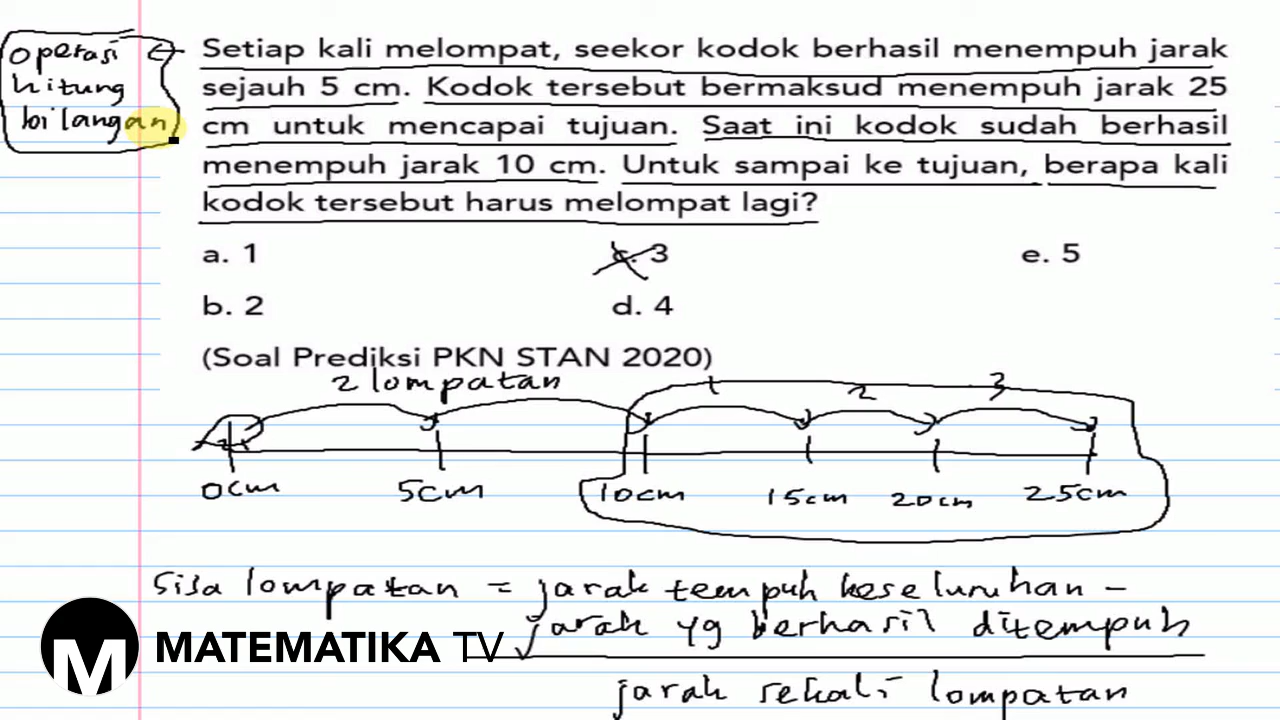 operasi
hitung
bilangan
Setiap kali melompat, seekor kodok berhasil menempuh jarak
sejauh 5 cm. Kodok tersebut bermaksud menempuh jarak 25
cm untuk mencapai tujuan. Saat ini kodok sudah berhasil
menempuh jarak 10 cm. Untuk sampai ke tujuan, berapa kali
kodok tersebut harus melompat lagi?
a. 1 c. 3 e. 5
b. 2 d. 4
(Soal Prediksi PKN STAN 2020)
2 lompatan 1 2 3
0cm 5cm 10cm 15cm 20cm 25cm
Sisa lompatan = jarak tempuh keseluruhan -
jarak yg berhasil ditempuh
jarak sekali lompatan
M MATEMATIKA TV